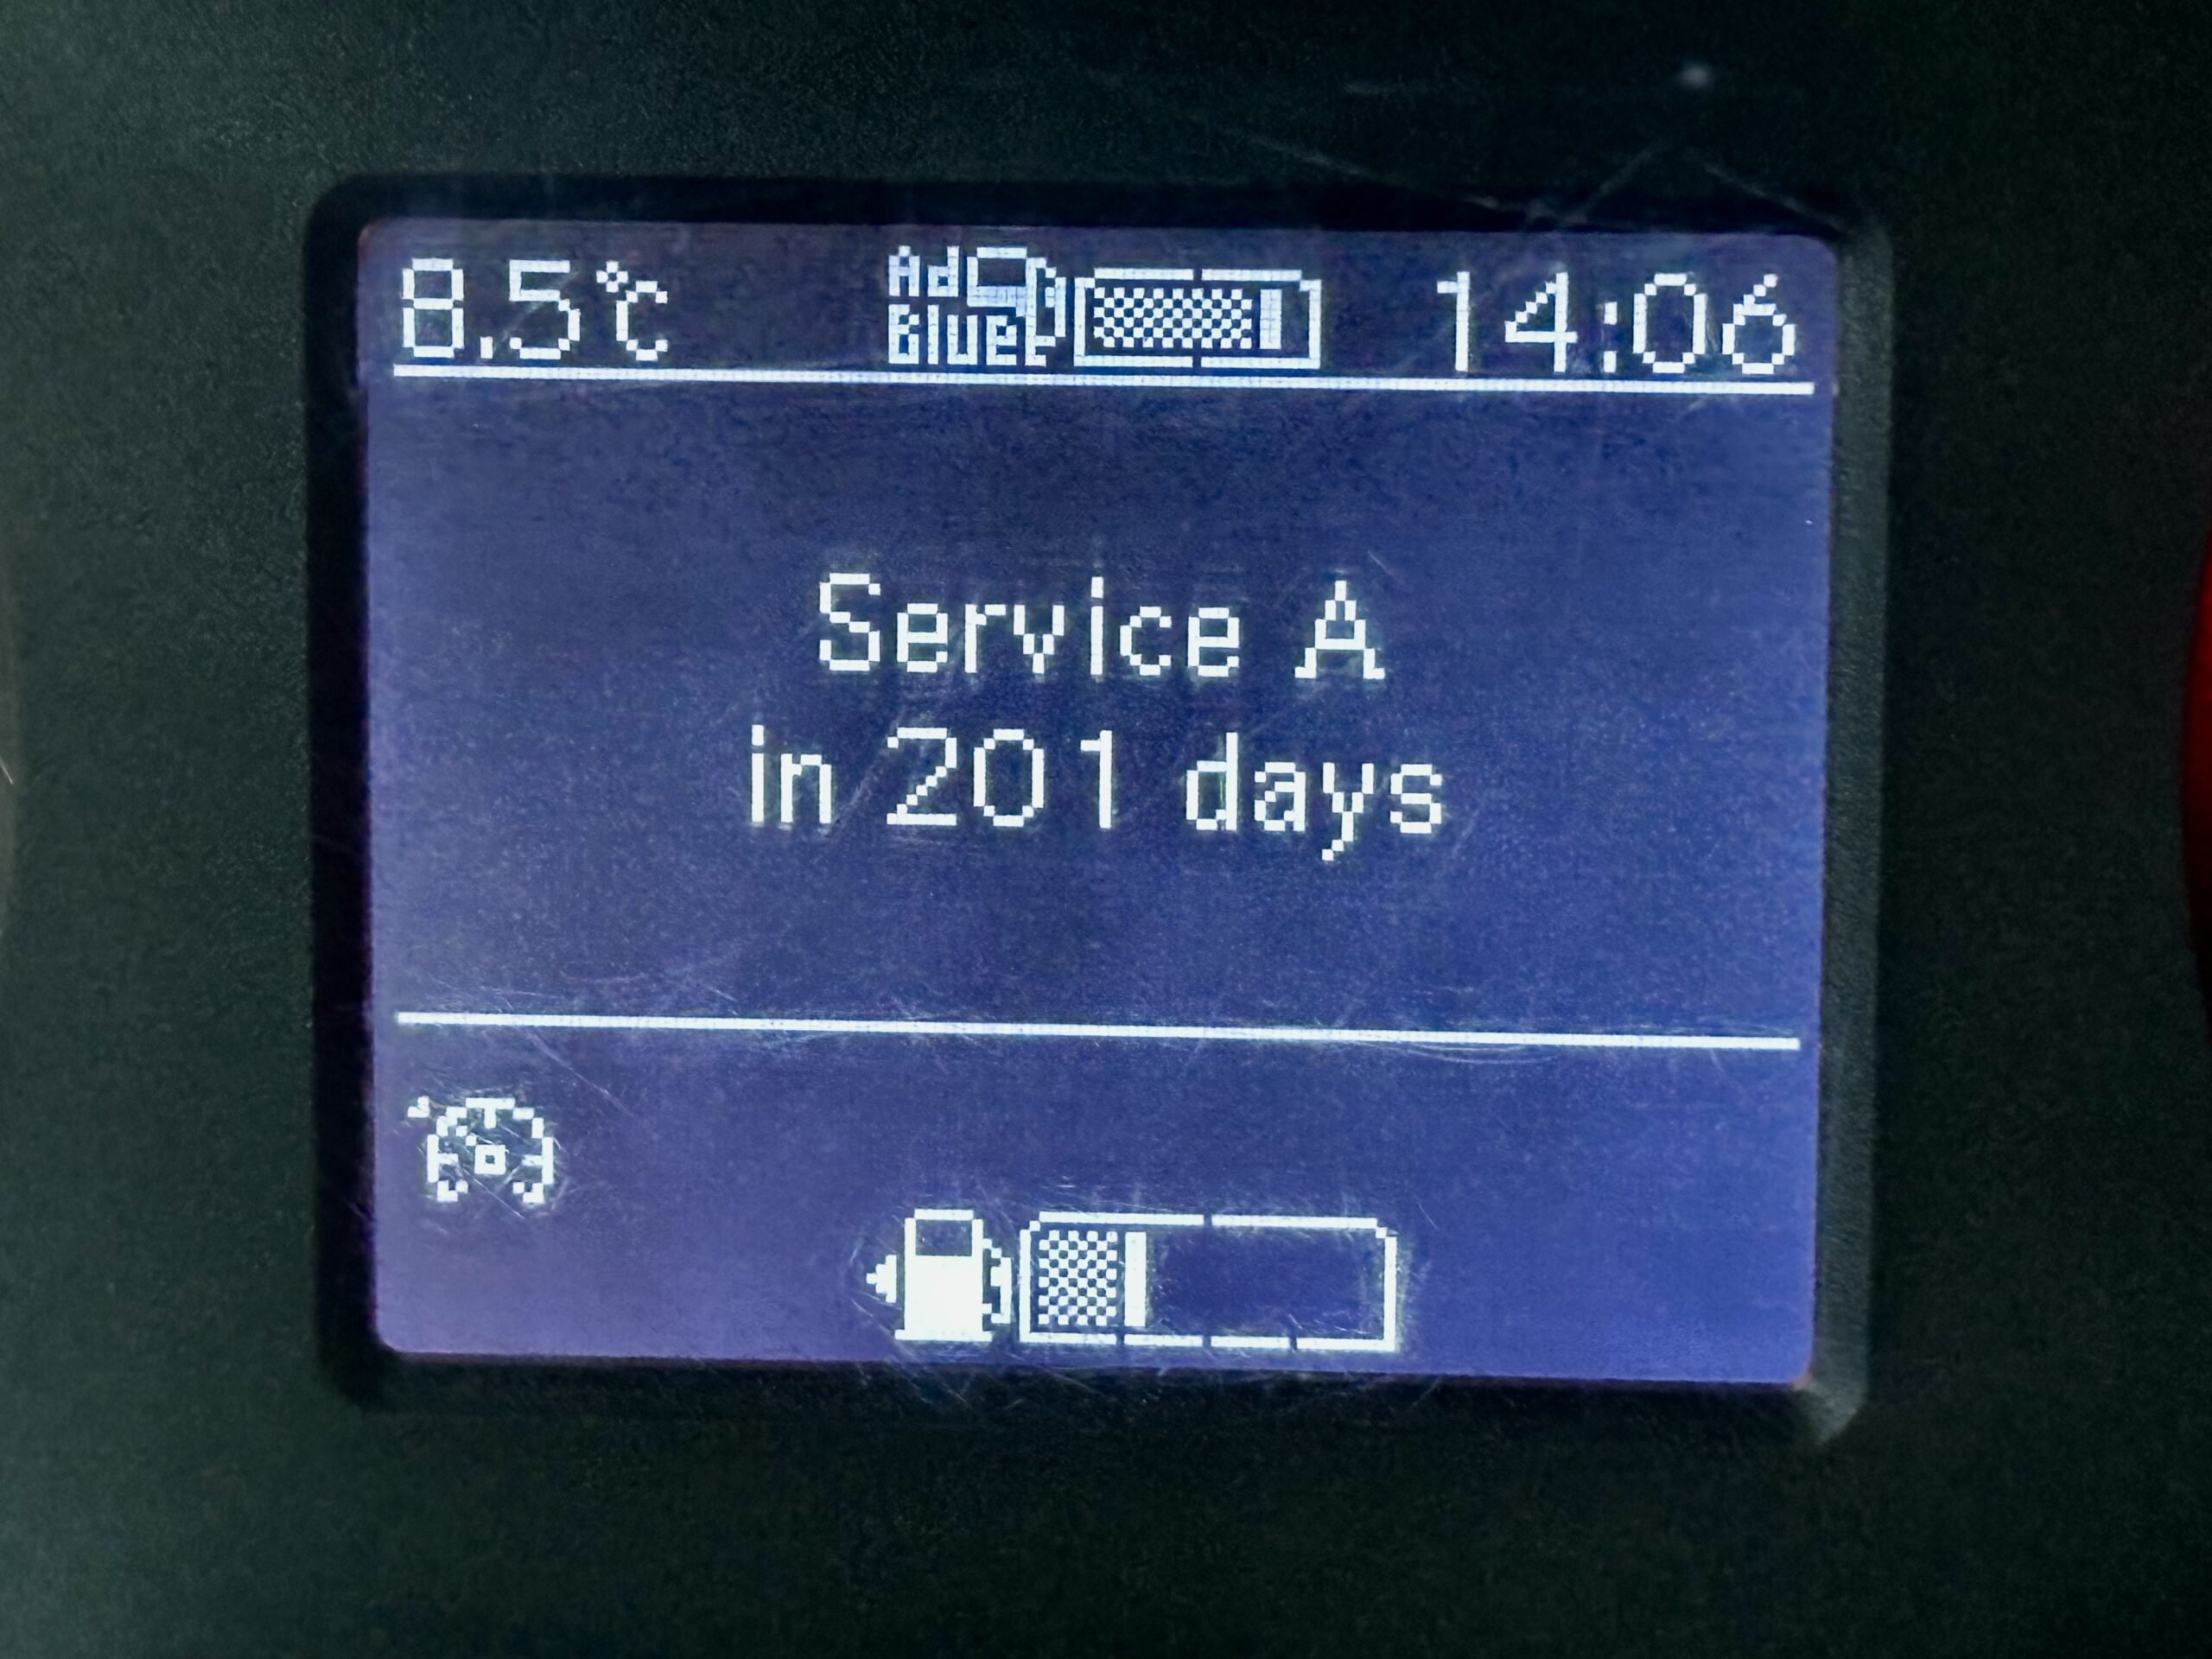 8.5°C
Ad
Blue
14:06
Service A
in 201 days